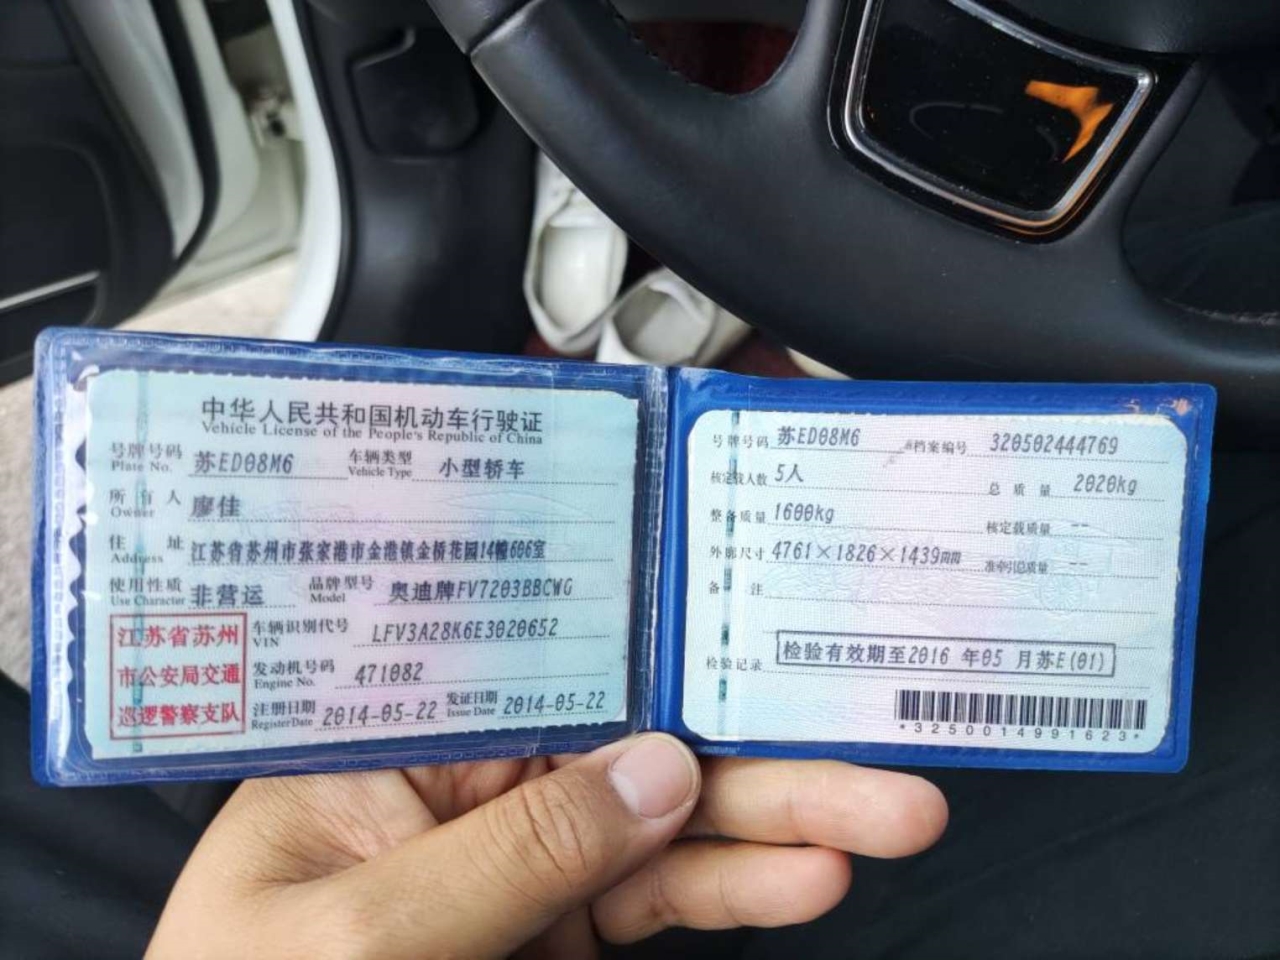 中华人民共和国机动车行驶证
Vehicle License of the People's Republic of China
号牌号码 苏ED08M6 车辆类型 小型轿车
Plate No. Vehicle Type
所有人 廖佳
Owner
住址 江苏省苏州市张家港市金港镇金桥花园14幢606室
Address
使用性质 非营运 品牌型号 奥迪牌FV7203BBCWG
Use Character Model
江苏省苏州
市公安局交通
巡逻警察支队
车辆识别代号 LFV3A28K6E3020652
VIN
发动机号码 471082
Engine No.
注册日期 2014-05-22 发证日期 2014-05-22
Register Date Issue Date
号牌号码 苏ED08M6 档案编号 320502444769
核定载人数 5人 总质量 2020kg
整备质量 1600kg 核定载质量 --
外廓尺寸 4761×1826×1439mm 准牵引总质量 --
备注
检验记录 检验有效期至2016 年05 月苏E(01)
*3250014991623*